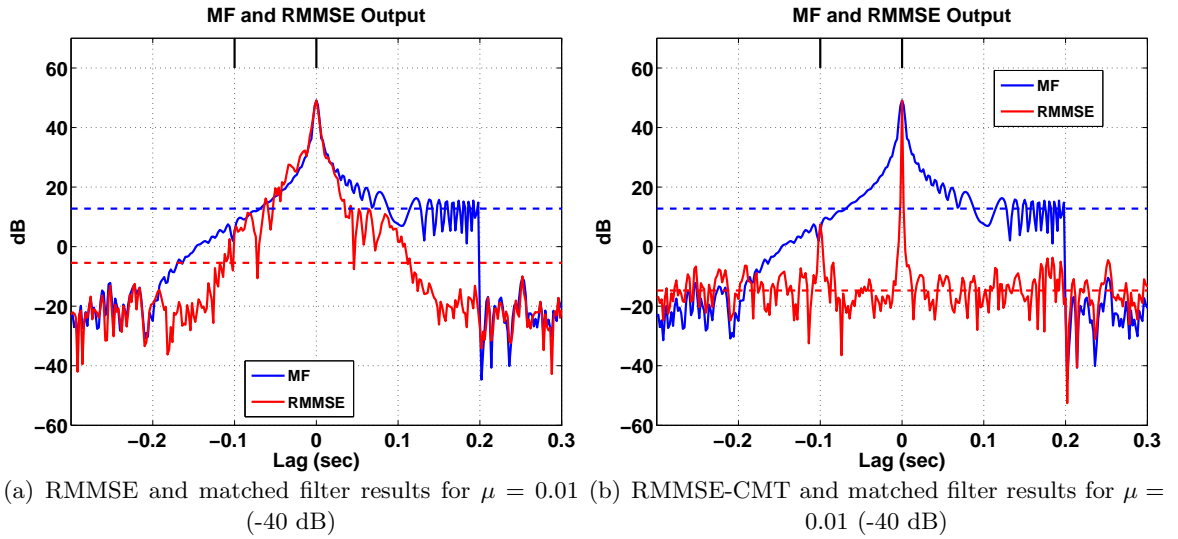 MF and RMMSE Output
60
40
20
0
−20
−40
−60
dB
−0.2
−0.1
0
0.1
0.2
0.3
Lag (sec)
MF
RMMSE
MF and RMMSE Output
60
40
20
0
−20
−40
−60
dB
−0.2
−0.1
0
0.1
0.2
0.3
Lag (sec)
MF
RMMSE
(a) RMMSE and matched filter results for μ = 0.01
(-40 dB)
(b) RMMSE-CMT and matched filter results for μ =
0.01 (-40 dB)